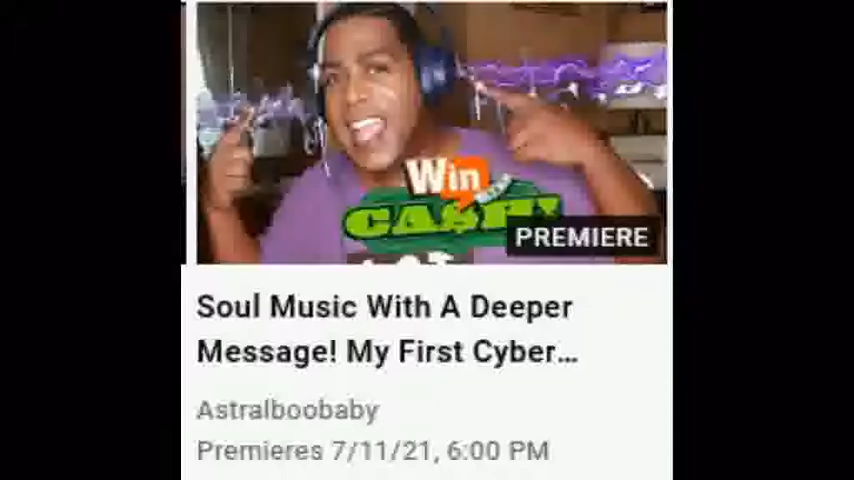 Win
CA$H!
PREMIERE
Soul Music With A Deeper
Message! My First Cyber...
Astralboobaby
Premieres 7/11/21, 6:00 PM